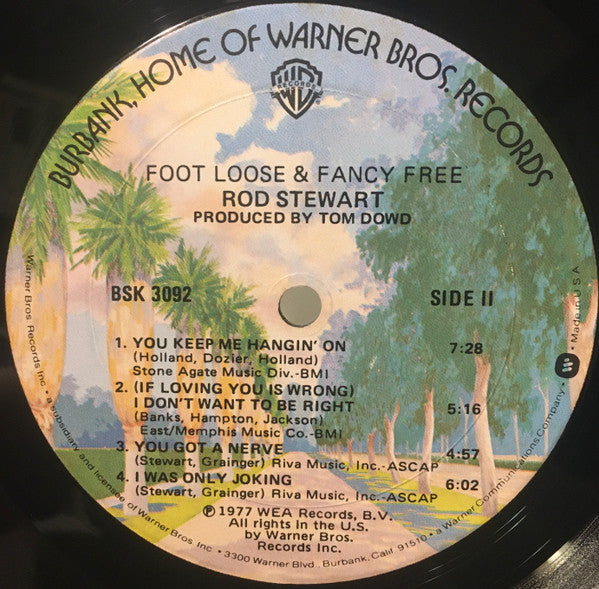 BURBANK, HOME OF WARNER BROS. RECORDS
WB
RECORDS
®
FOOT LOOSE & FANCY FREE
ROD STEWART
PRODUCED BY TOM DOWD
BSK 3092
SIDE II
1. YOU KEEP ME HANGIN' ON 7:28
(Holland, Dozier, Holland)
Stone Agate Music Div.-BMI
2. (IF LOVING YOU IS WRONG)
I DON'T WANT TO BE RIGHT 5:16
(Banks, Hampton, Jackson)
East/Memphis Music Co.-BMI
3. YOU GOT A NERVE 4:57
(Stewart, Grainger) Riva Music, Inc.-ASCAP
4. I WAS ONLY JOKING 6:02
(Stewart, Grainger) Riva Music, Inc.-ASCAP
℗ 1977 WEA Records, B.V.
All rights in the U.S.
by Warner Bros.
Records Inc.
Warner Bros. Records Inc. • a subsidiary and licensee of Warner Bros. Inc. • 3300 Warner Blvd., Burbank, Calif. 91510 • a Warner Communications Company • Made in U S A